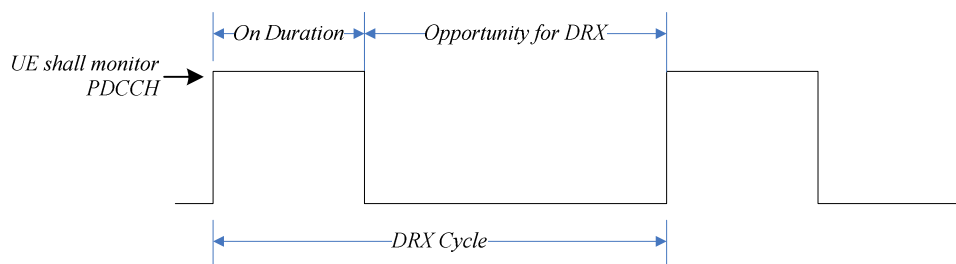 On Duration
Opportunity for DRX
UE shall monitor
PDCCH
DRX Cycle